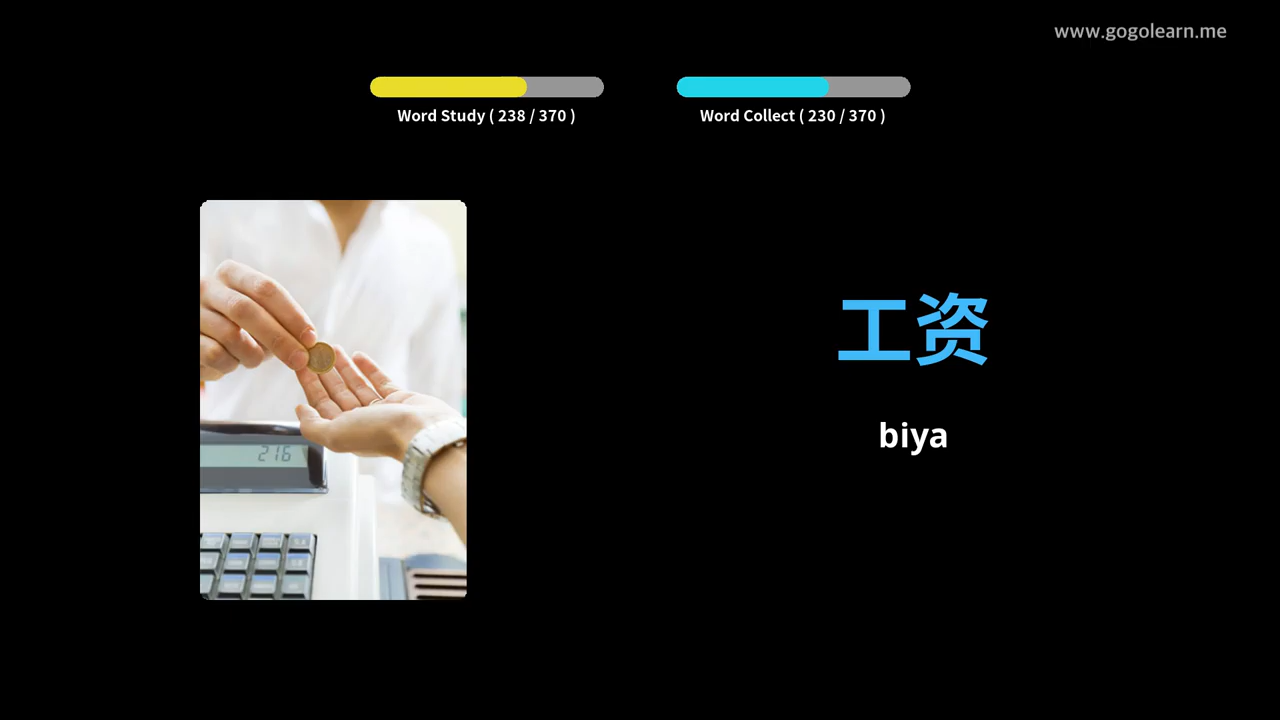 www.gogolearn.me
Word Study ( 238 / 370 )
Word Collect ( 230 / 370 )
216
工资
biya